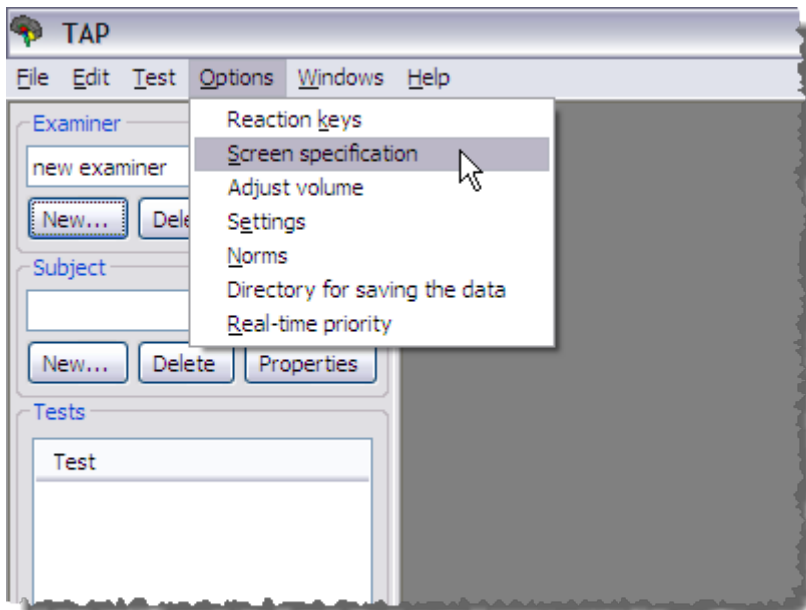 TAP
File Edit Test Options Windows Help
Examiner
new examiner
New...
Reaction keys
Screen specification
Adjust volume
Settings
Norms
Directory for saving the data
Real-time priority
Subject
New... Delete Properties
Tests
Test